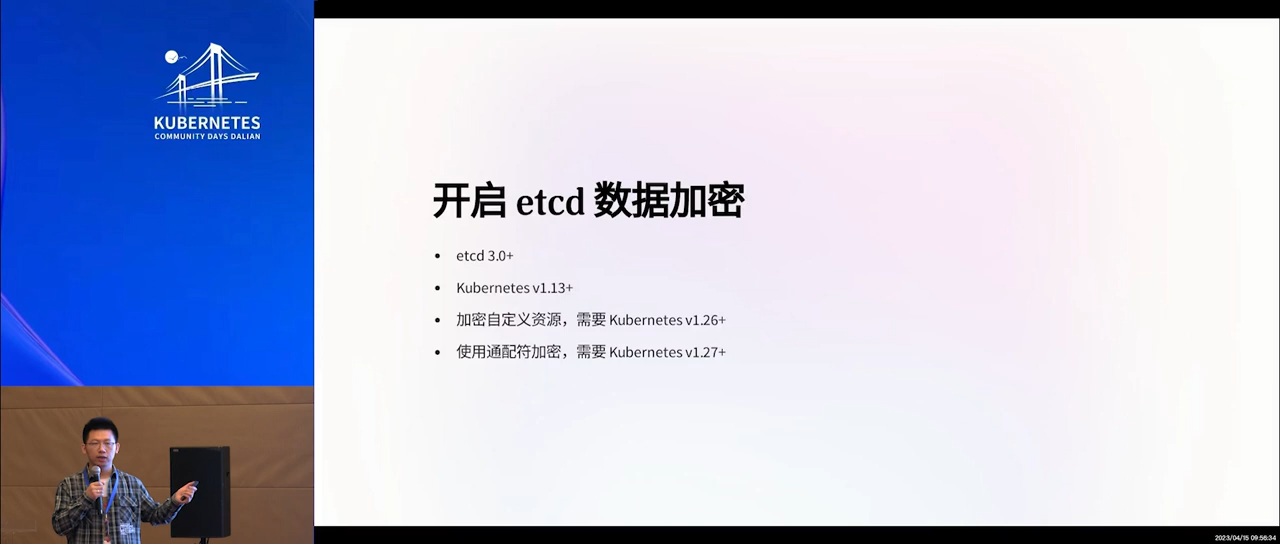 KUBERNETES
COMMUNITY DAYS DALIAN
开启 etcd 数据加密
• etcd 3.0+
• Kubernetes v1.13+
• 加密自定义资源，需要 Kubernetes v1.26+
• 使用通配符加密，需要 Kubernetes v1.27+
2023/04/15 09:56:34